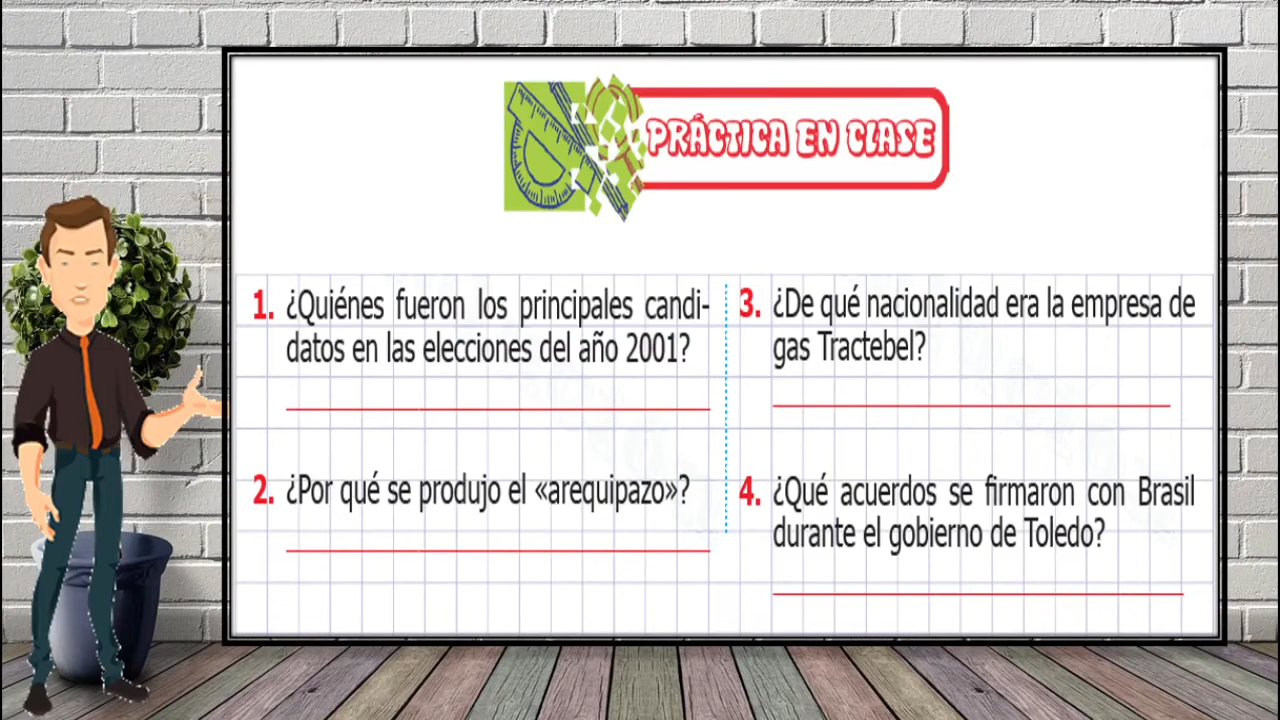 PRÁCTICA EN CLASE
1. ¿Quiénes fueron los principales candi-
datos en las elecciones del año 2001?
2. ¿Por qué se produjo el «arequipazo»?
3. ¿De qué nacionalidad era la empresa de
gas Tractebel?
4. ¿Qué acuerdos se firmaron con Brasil
durante el gobierno de Toledo?